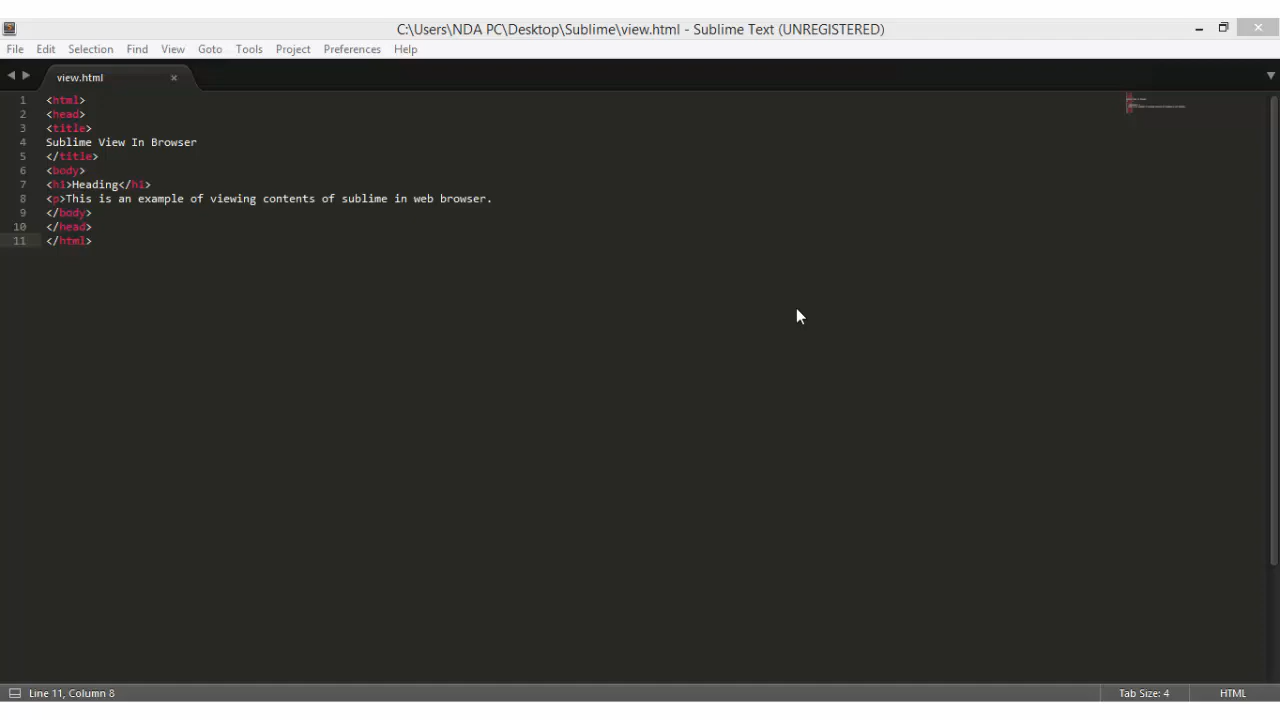 C:\Users\NDA PC\Desktop\Sublime\view.html - Sublime Text (UNREGISTERED)
File Edit Selection Find View Goto Tools Project Preferences Help
view.html
1 <html>
2 <head>
3 <title>
4 Sublime View In Browser
5 </title>
6 <body>
7 <h1>Heading</h1>
8 <p>This is an example of viewing contents of sublime in web browser.
9 </body>
10 </head>
11 </html>
Line 11, Column 8 Tab Size: 4 HTML